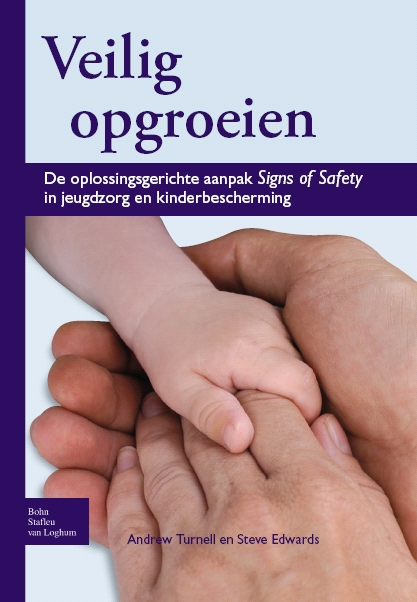 Veilig
opgroeien
De oplossingsgerichte aanpak Signs of Safety
in jeugdzorg en kinderbescherming
Bohn
Stafleu
van Loghum
Andrew Turnell en Steve Edwards